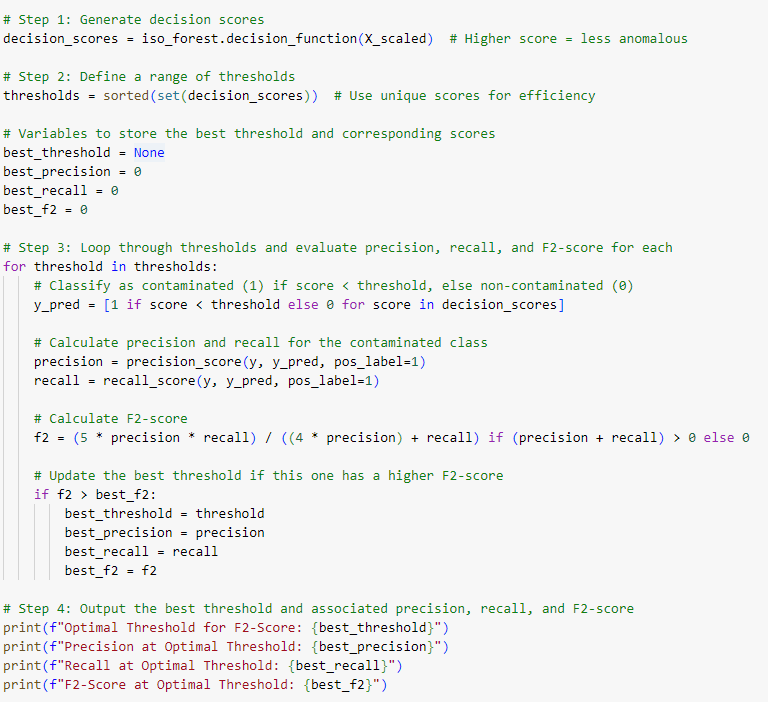 # Step 1: Generate decision scores
decision_scores = iso_forest.decision_function(X_scaled)  # Higher score = less anomalous

# Step 2: Define a range of thresholds
thresholds = sorted(set(decision_scores))  # Use unique scores for efficiency

# Variables to store the best threshold and corresponding scores
best_threshold = None
best_precision = 0
best_recall = 0
best_f2 = 0

# Step 3: Loop through thresholds and evaluate precision, recall, and F2-score for each
for threshold in thresholds:
    # Classify as contaminated (1) if score < threshold, else non-contaminated (0)
    y_pred = [1 if score < threshold else 0 for score in decision_scores]

    # Calculate precision and recall for the contaminated class
    precision = precision_score(y, y_pred, pos_label=1)
    recall = recall_score(y, y_pred, pos_label=1)

    # Calculate F2-score
    f2 = (5 * precision * recall) / ((4 * precision) + recall) if (precision + recall) > 0 else 0

    # Update the best threshold if this one has a higher F2-score
    if f2 > best_f2:
        best_threshold = threshold
        best_precision = precision
        best_recall = recall
        best_f2 = f2

# Step 4: Output the best threshold and associated precision, recall, and F2-score
print(f"Optimal Threshold for F2-Score: {best_threshold}")
print(f"Precision at Optimal Threshold: {best_precision}")
print(f"Recall at Optimal Threshold: {best_recall}")
print(f"F2-Score at Optimal Threshold: {best_f2}")